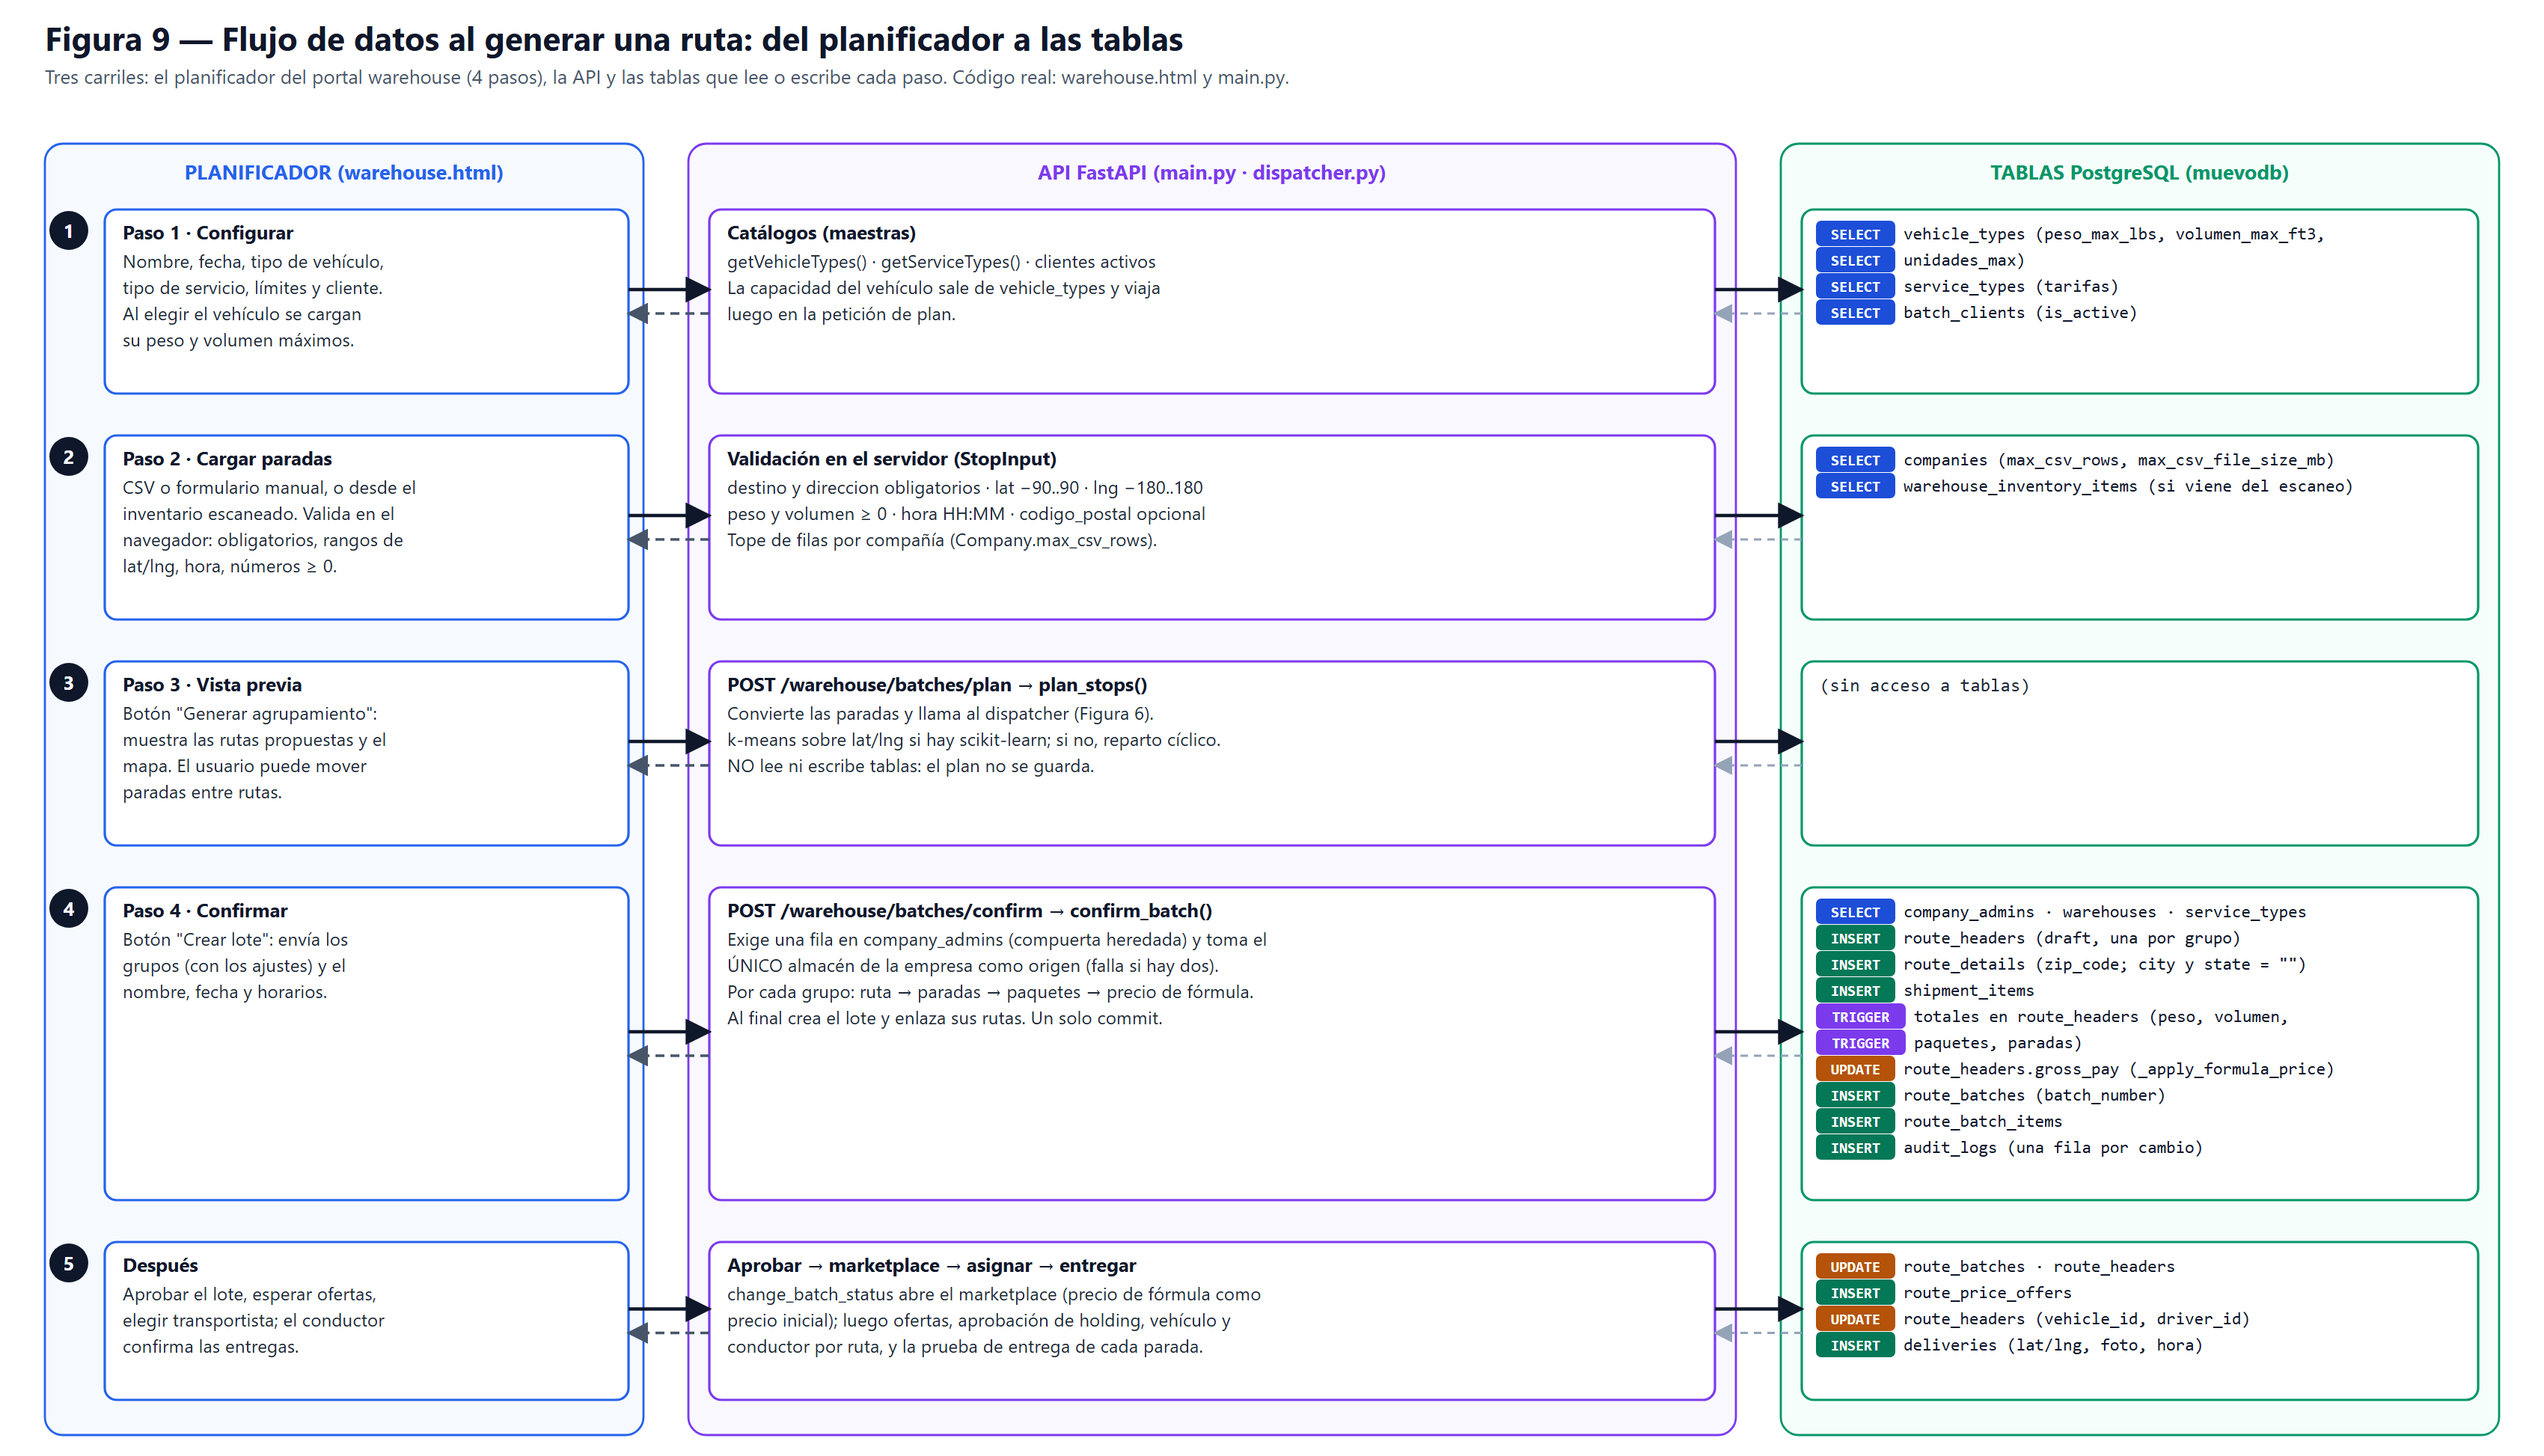 Figura 9 — Flujo de datos al generar una ruta: del planificador a las tablas
Tres carriles: el planificador del portal warehouse (4 pasos), la API y las tablas que lee o escribe cada paso. Código real: warehouse.html y main.py.
PLANIFICADOR (warehouse.html)
API FastAPI (main.py · dispatcher.py)
TABLAS PostgreSQL (muevodb)
1
Paso 1 · Configurar
Nombre, fecha, tipo de vehículo,
tipo de servicio, límites y cliente.
Al elegir el vehículo se cargan
su peso y volumen máximos.
Catálogos (maestras)
getVehicleTypes() · getServiceTypes() · clientes activos
La capacidad del vehículo sale de vehicle_types y viaja
luego en la petición de plan.
SELECT vehicle_types (peso_max_lbs, volumen_max_ft3,
SELECT unidades_max)
SELECT service_types (tarifas)
SELECT batch_clients (is_active)
2
Paso 2 · Cargar paradas
CSV o formulario manual, o desde el
inventario escaneado. Valida en el
navegador: obligatorios, rangos de
lat/lng, hora, números ≥ 0.
Validación en el servidor (StopInput)
destino y direccion obligatorios · lat −90..90 · lng −180..180
peso y volumen ≥ 0 · hora HH:MM · codigo_postal opcional
Tope de filas por compañía (Company.max_csv_rows).
SELECT companies (max_csv_rows, max_csv_file_size_mb)
SELECT warehouse_inventory_items (si viene del escaneo)
3
Paso 3 · Vista previa
Botón "Generar agrupamiento":
muestra las rutas propuestas y el
mapa. El usuario puede mover
paradas entre rutas.
POST /warehouse/batches/plan → plan_stops()
Convierte las paradas y llama al dispatcher (Figura 6).
k-means sobre lat/lng si hay scikit-learn; si no, reparto cíclico.
NO lee ni escribe tablas: el plan no se guarda.
(sin acceso a tablas)
4
Paso 4 · Confirmar
Botón "Crear lote": envía los
grupos (con los ajustes) y el
nombre, fecha y horarios.
POST /warehouse/batches/confirm → confirm_batch()
Exige una fila en company_admins (compuerta heredada) y toma el
ÚNICO almacén de la empresa como origen (falla si hay dos).
Por cada grupo: ruta → paradas → paquetes → precio de fórmula.
Al final crea el lote y enlaza sus rutas. Un solo commit.
SELECT company_admins · warehouses · service_types
INSERT route_headers (draft, una por grupo)
INSERT route_details (zip_code; city y state = "")
INSERT shipment_items
TRIGGER totales en route_headers (peso, volumen,
TRIGGER paquetes, paradas)
UPDATE route_headers.gross_pay (_apply_formula_price)
INSERT route_batches (batch_number)
INSERT route_batch_items
INSERT audit_logs (una fila por cambio)
5
Después
Aprobar el lote, esperar ofertas,
elegir transportista; el conductor
confirma las entregas.
Aprobar → marketplace → asignar → entregar
change_batch_status abre el marketplace (precio de fórmula como
precio inicial); luego ofertas, aprobación de holding, vehículo y
conductor por ruta, y la prueba de entrega de cada parada.
UPDATE route_batches · route_headers
INSERT route_price_offers
UPDATE route_headers (vehicle_id, driver_id)
INSERT deliveries (lat/lng, foto, hora)